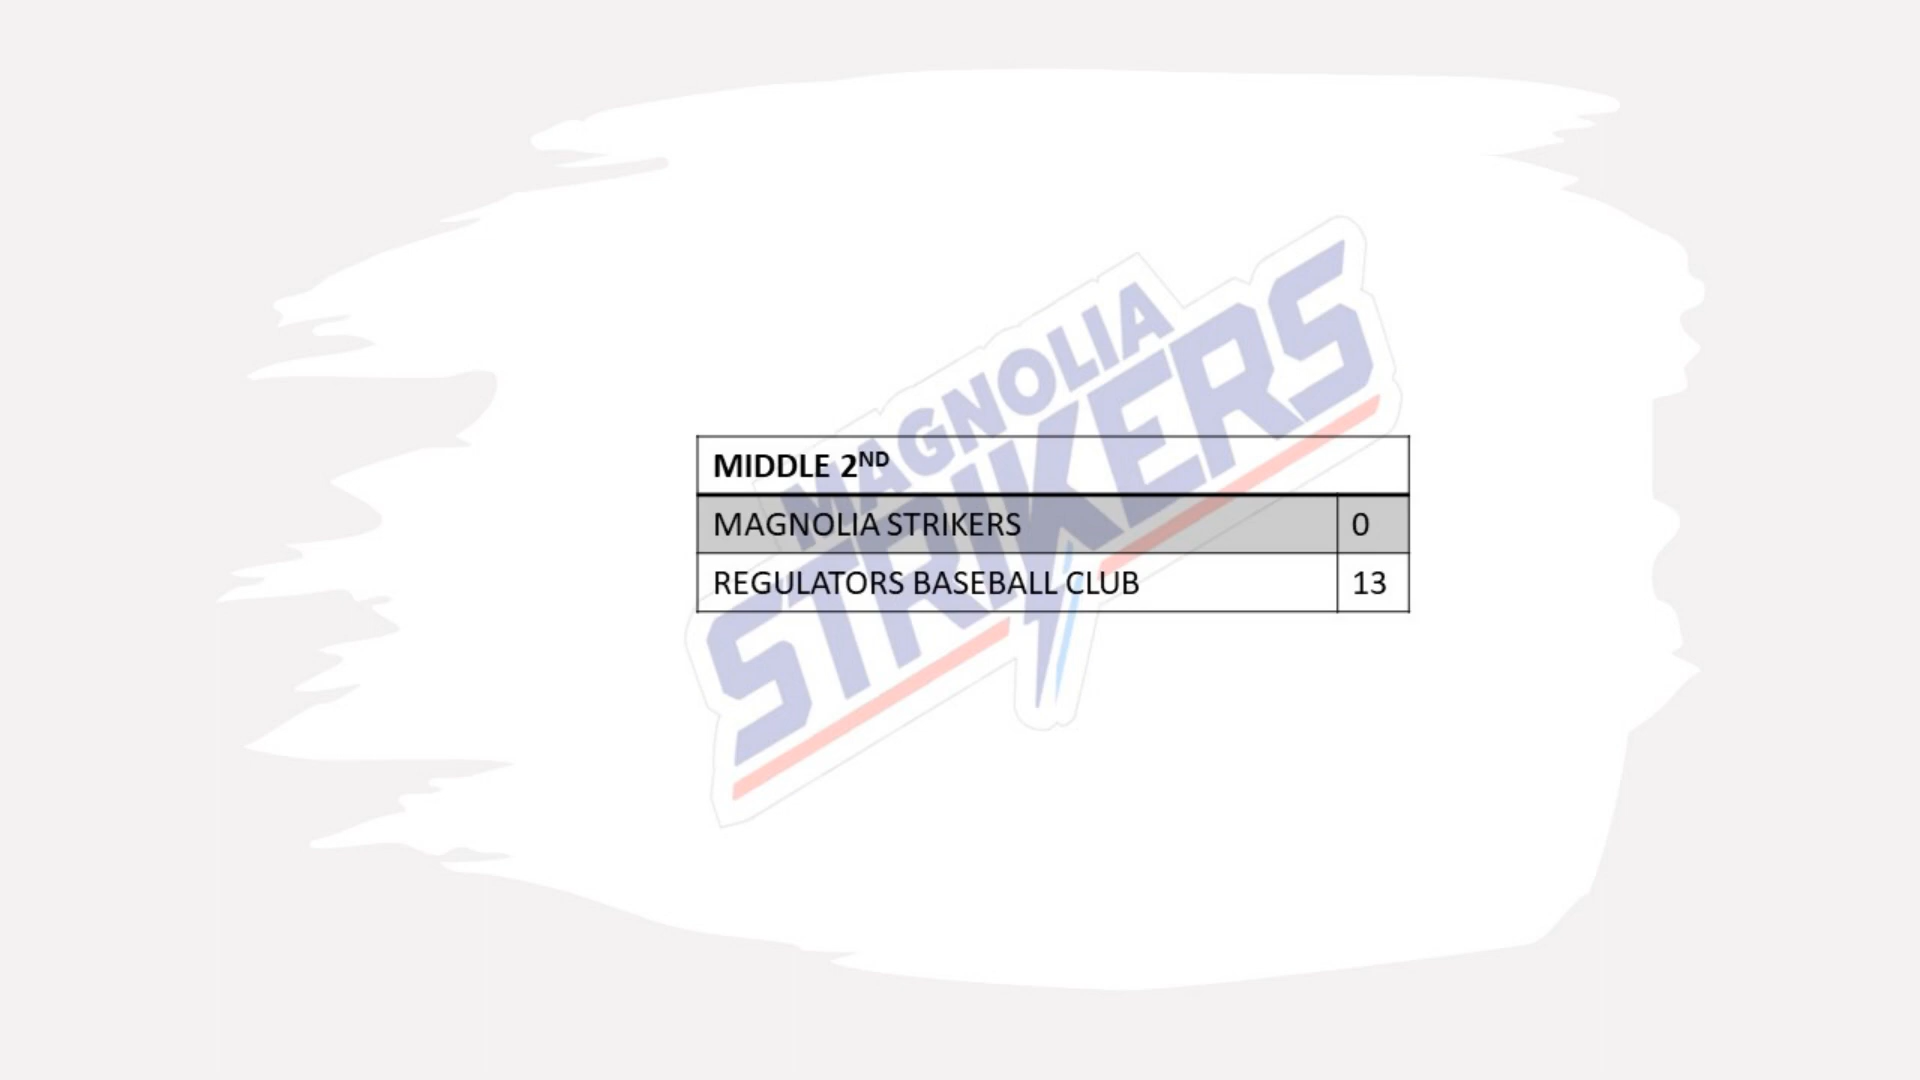 MAGNOLIA
STRIKERS
MIDDLE 2ND
MAGNOLIA STRIKERS 0
REGULATORS BASEBALL CLUB 13